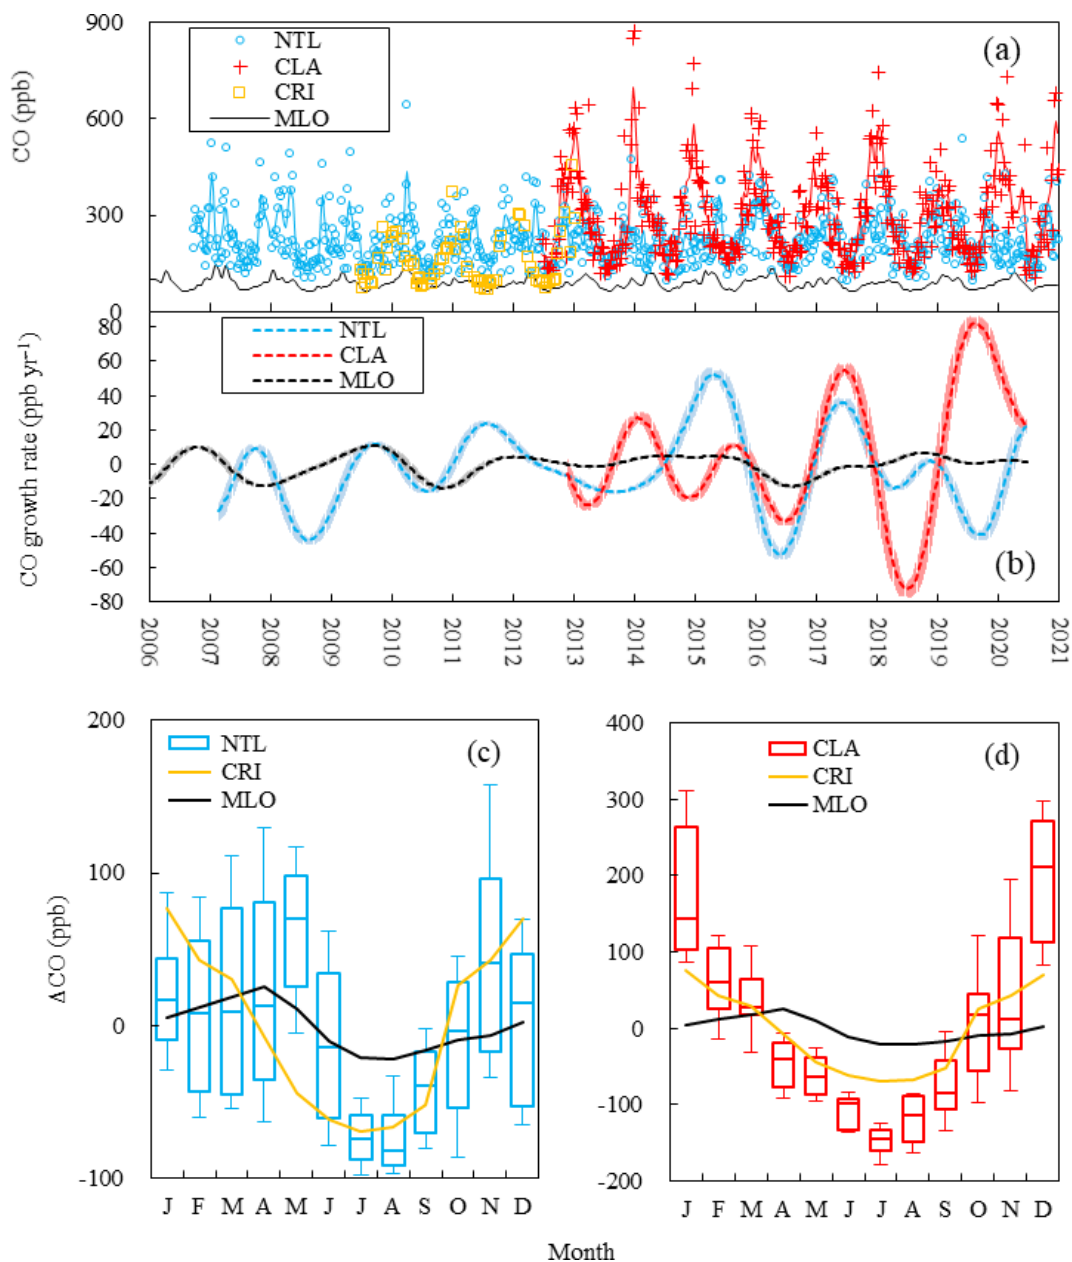 900
600
300
0
CO (ppb)
NTL
CLA
CRI
MLO
(a)
80
60
40
20
0
-20
-40
-60
-80
CO growth rate (ppb yr⁻¹)
NTL
CLA
MLO
(b)
2006 2007 2008 2009 2010 2011 2012 2013 2014 2015 2016 2017 2018 2019 2020 2021
200
100
0
-100
ΔCO (ppb)
NTL
CRI
MLO
(c)
J F M A M J J A S O N D
400
300
200
100
0
-100
-200
CLA
CRI
MLO
(d)
J F M A M J J A S O N D
Month